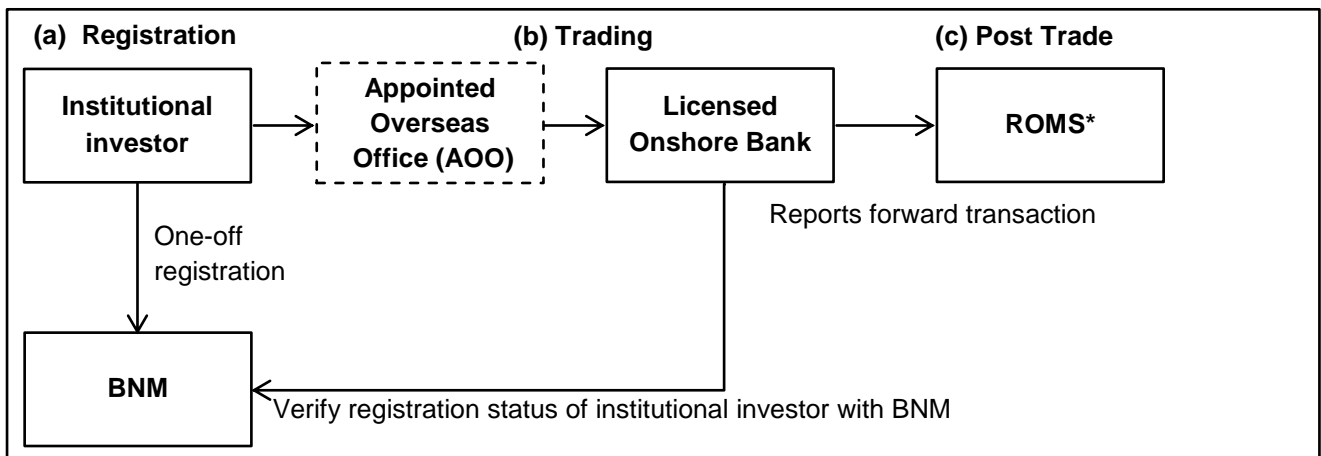 (a) Registration
(b) Trading
(c) Post Trade
Institutional
investor
Appointed
Overseas
Office (AOO)
Licensed
Onshore Bank
ROMS*
Reports forward transaction
One-off
registration
BNM
Verify registration status of institutional investor with BNM